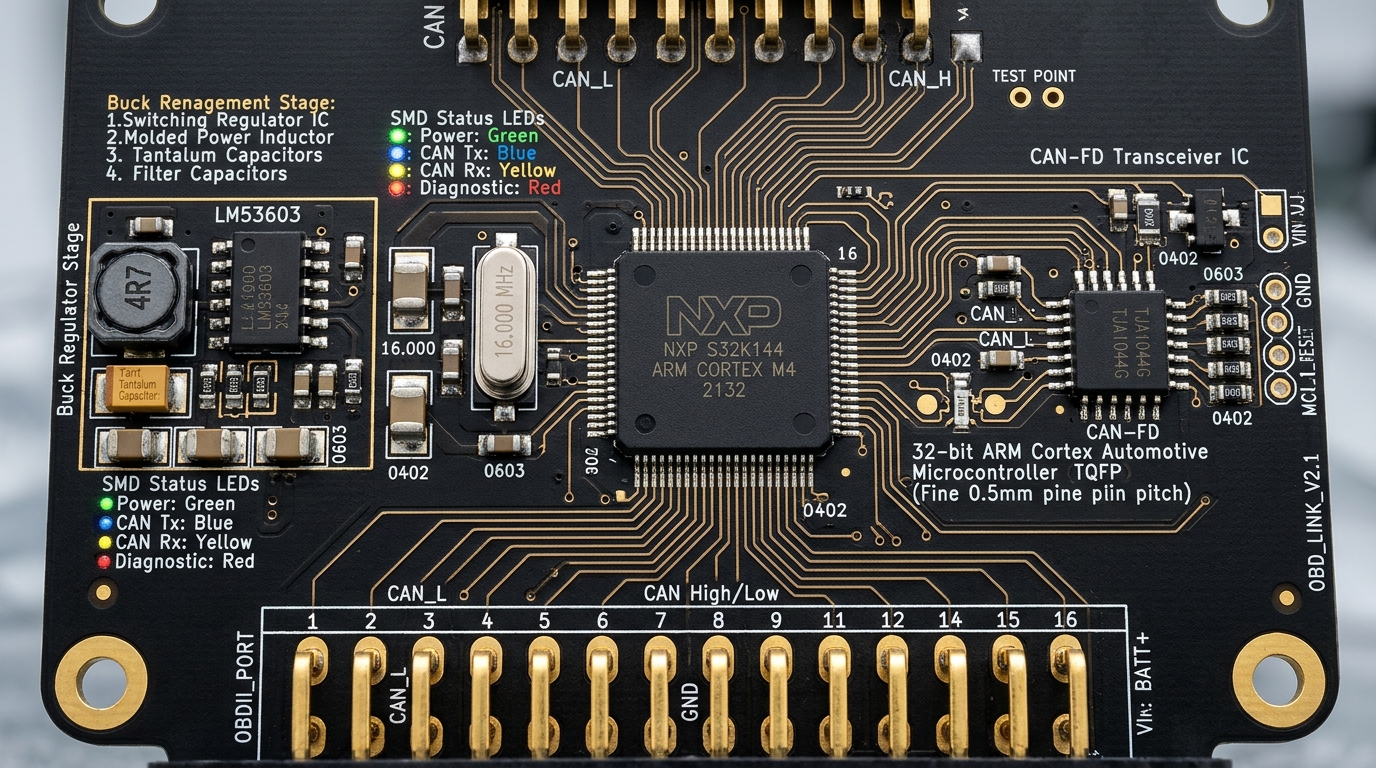 CAN
CAN_L
CAN_H
TEST POINT
Buck Renagement Stage:
1.Switching Regulator IC
2.Molded Power Inductor
3. Tantalum Capacitors
4. Filter Capacitors
SMD Status LEDs
: Power: Green
: CAN Tx: Blue
: CAN Rx: Yellow
: Diagnostic: Red
CAN-FD Transceiver IC
Buck Regulator Stage
LM53603
4R7
LM53603
Tantalum
0603
16.000
0402
16.000 MHz
0603
16
NXP
NXP S32K144
ARM CORTEX M4
2132
0402
CAN_L
0402
TJA1044G
TJA1044G
CAN-FD
0402
0603
0402
VIN
GND
32-bit ARM Cortex Automotive
Microcontroller TQFP
(Fine 0.5mm pine plin pitch)
OBD_LINK_V2.1
SMD Status LEDs
Power: Green
CAN Tx: Blue
CAN Rx: Yellow
Diagnostic: Red
CAN_L
CAN High/Low
1 2 3 4 5 6 7 8 9 11 12 14 15 16
OBDII_PORT
CAN_L
GND
BATT+